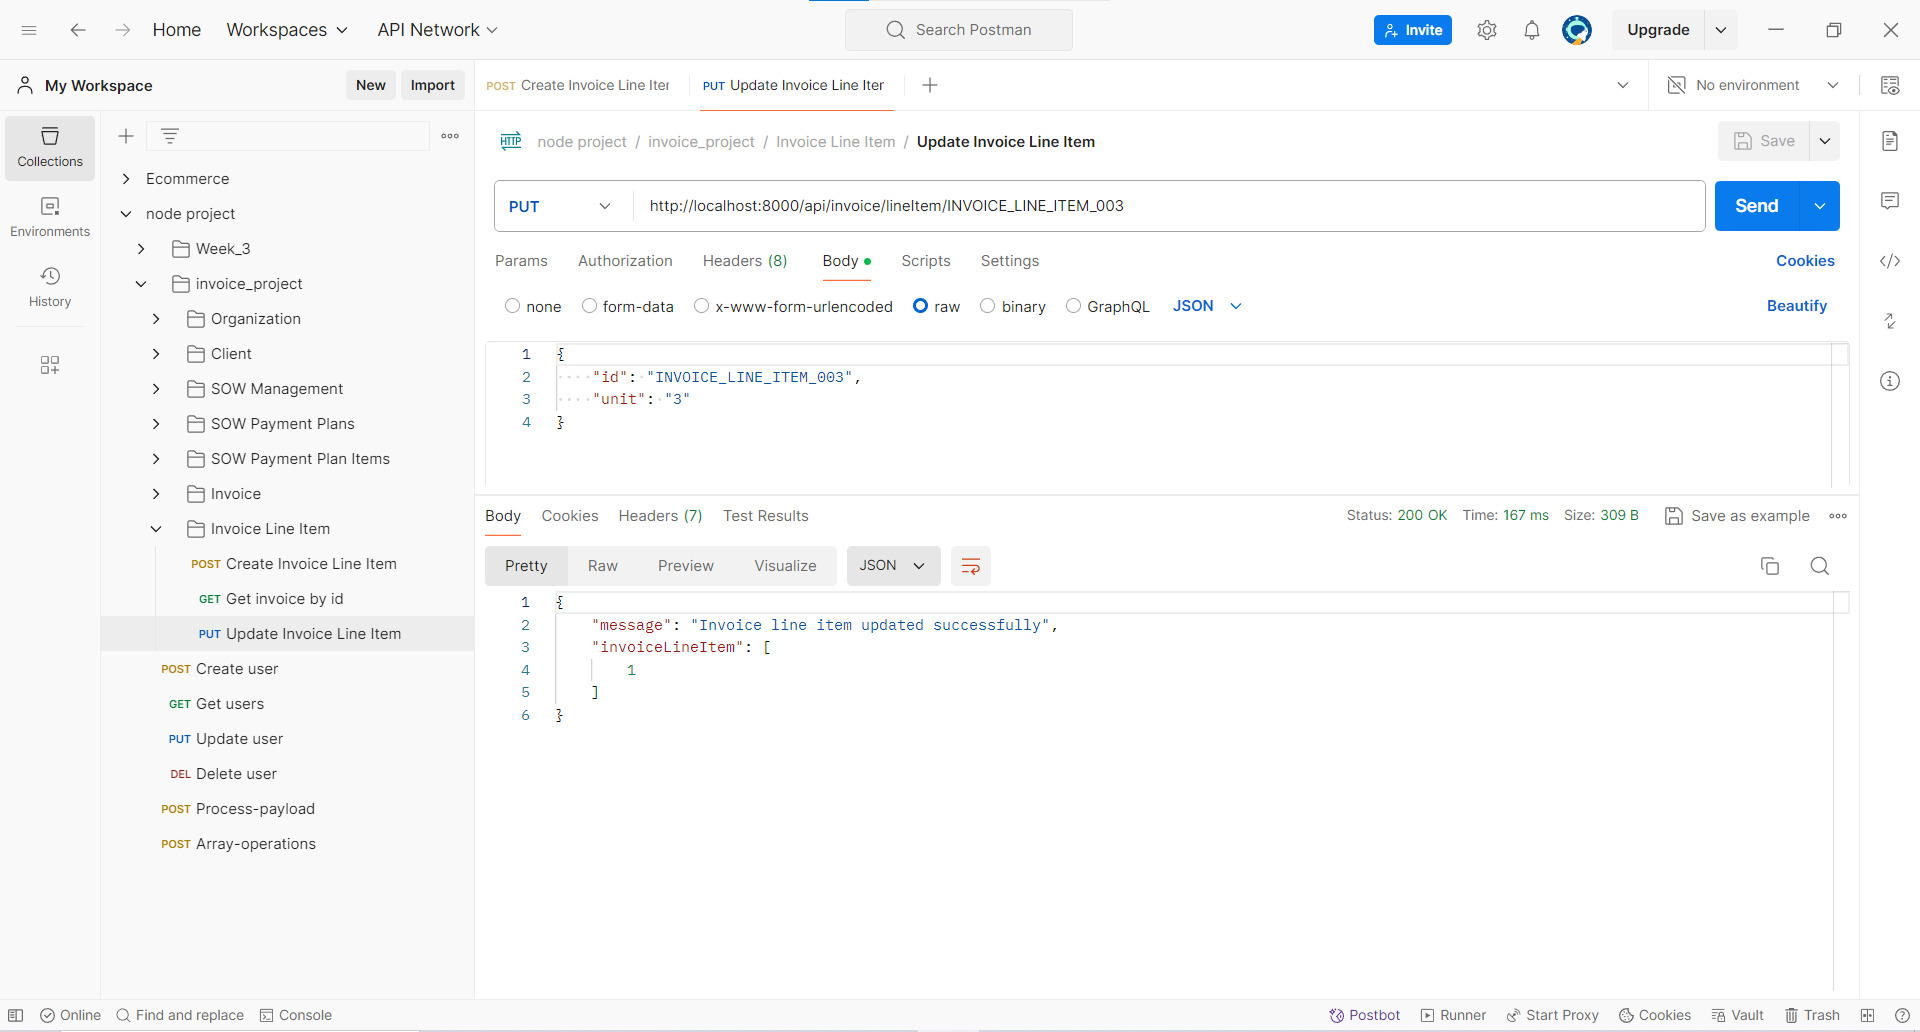 Home Workspaces API Network Search Postman Invite Upgrade
My Workspace New Import POST Create Invoice Line Iter PUT Update Invoice Line Iter No environment
Collections
Environments
History
Ecommerce
node project
Week_3
invoice_project
Organization
Client
SOW Management
SOW Payment Plans
SOW Payment Plan Items
Invoice
Invoice Line Item
POST Create Invoice Line Item
GET Get invoice by id
PUT Update Invoice Line Item
POST Create user
GET Get users
PUT Update user
DEL Delete user
POST Process-payload
POST Array-operations
HTTP node project / invoice_project / Invoice Line Item / Update Invoice Line Item Save
PUT http://localhost:8000/api/invoice/lineItem/INVOICE_LINE_ITEM_003 Send
Params Authorization Headers (8) Body Scripts Settings Cookies
none form-data x-www-form-urlencoded raw binary GraphQL JSON Beautify
1 {
2 "id": "INVOICE_LINE_ITEM_003",
3 "unit": "3"
4 }
Body Cookies Headers (7) Test Results Status: 200 OK Time: 167 ms Size: 309 B Save as example
Pretty Raw Preview Visualize JSON
1 {
2 "message": "Invoice line item updated successfully",
3 "invoiceLineItem": [
4 1
5 ]
6 }
Online Find and replace Console Postbot Runner Start Proxy Cookies Vault Trash